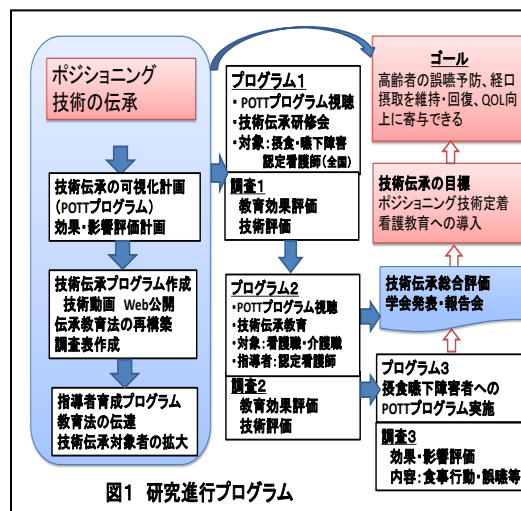 ポジショニング
技術の伝承
技術伝承の可視化計画
(POTTプログラム)
効果・影響評価計画
技術伝承プログラム作成
技術動画 Web公開
伝承教育法の再構築
調査表作成
指導者育成プログラム
教育法の伝達
技術伝承対象者の拡大
プログラム1
・POTTプログラム視聴
・技術伝承研修会
・対象:摂食・嚥下障害
認定看護師(全国)
調査1
教育効果評価
技術評価
プログラム2
・POTTプログラム視聴
・技術伝承教育
・対象:看護職・介護職
・指導者:認定看護師
調査2
教育効果評価
技術評価
ゴール
高齢者の誤嚥予防、経口
摂取を維持・回復、QOL向
上に寄与できる
技術伝承の目標
ポジショニング技術定着
看護教育への導入
技術伝承総合評価
学会発表・報告会
プログラム3
摂食嚥下障害者への
POTTプログラム実施
調査3
効果・影響評価
内容:食事行動・誤嚥等
図1 研究進行プログラム